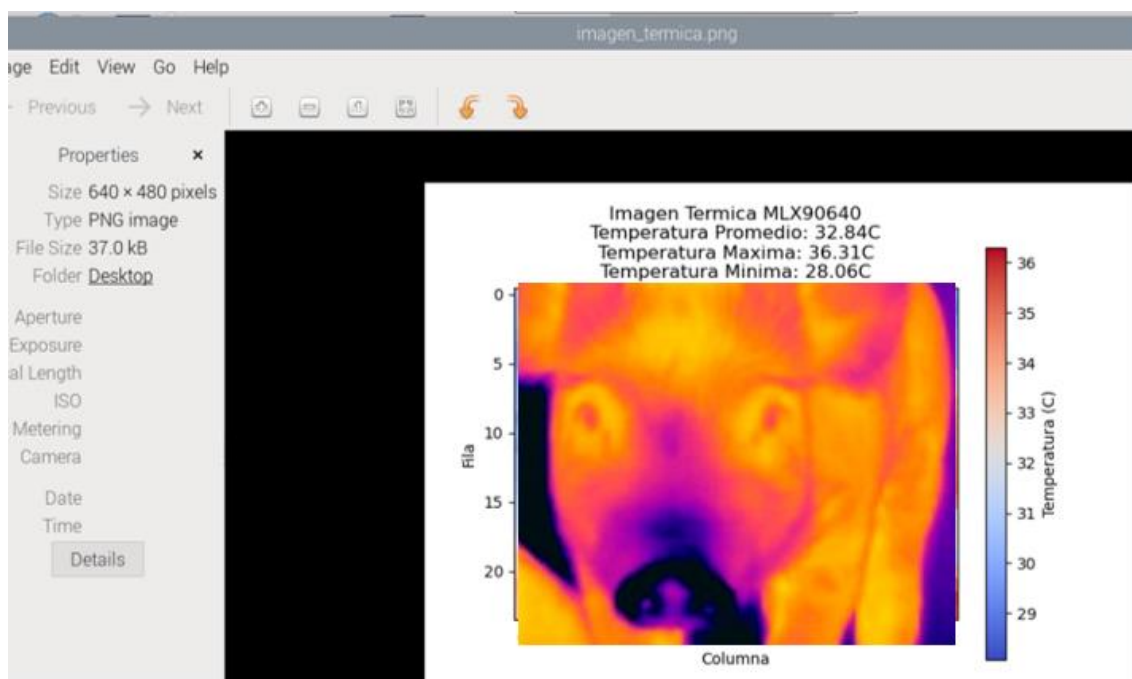 imagen_termica.png
age Edit View Go Help
Previous Next
Properties ×
Size 640 × 480 pixels
Type PNG image
File Size 37.0 kB
Folder Desktop
Aperture
Exposure
al Length
ISO
Metering
Camera
Date
Time
Details
Imagen Termica MLX90640
Temperatura Promedio: 32.84C
Temperatura Maxima: 36.31C
Temperatura Minima: 28.06C
0
5
10
15
20
Fila
Columna
36
35
34
33
32
31
30
29
Temperatura (C)